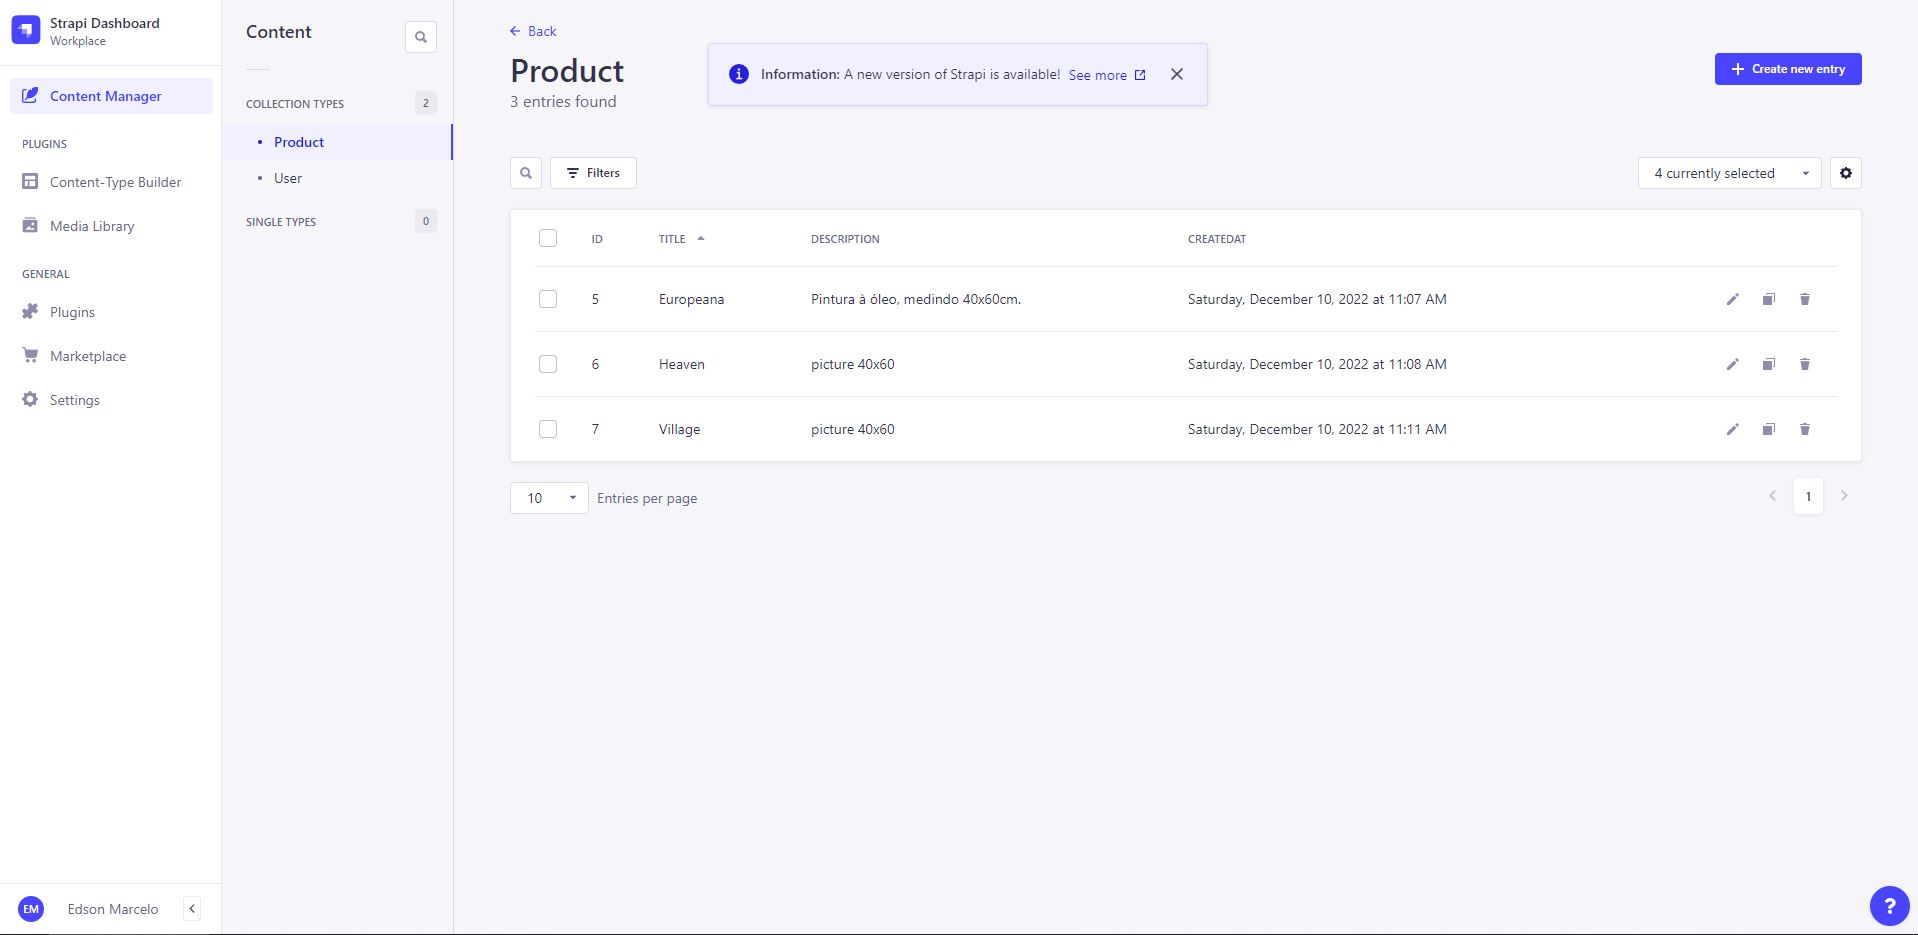 Strapi Dashboard
Workplace
Content Manager
PLUGINS
Content-Type Builder
Media Library
GENERAL
Plugins
Marketplace
Settings
EM Edson Marcelo
Content
COLLECTION TYPES 2
Product
User
SINGLE TYPES 0
Back
Product
3 entries found
Information: A new version of Strapi is available! See more
Create new entry
Filters
4 currently selected
ID TITLE DESCRIPTION CREATEDAT
5 Europeana Pintura à óleo, medindo 40x60cm. Saturday, December 10, 2022 at 11:07 AM
6 Heaven picture 40x60 Saturday, December 10, 2022 at 11:08 AM
7 Village picture 40x60 Saturday, December 10, 2022 at 11:11 AM
10 Entries per page
1
?